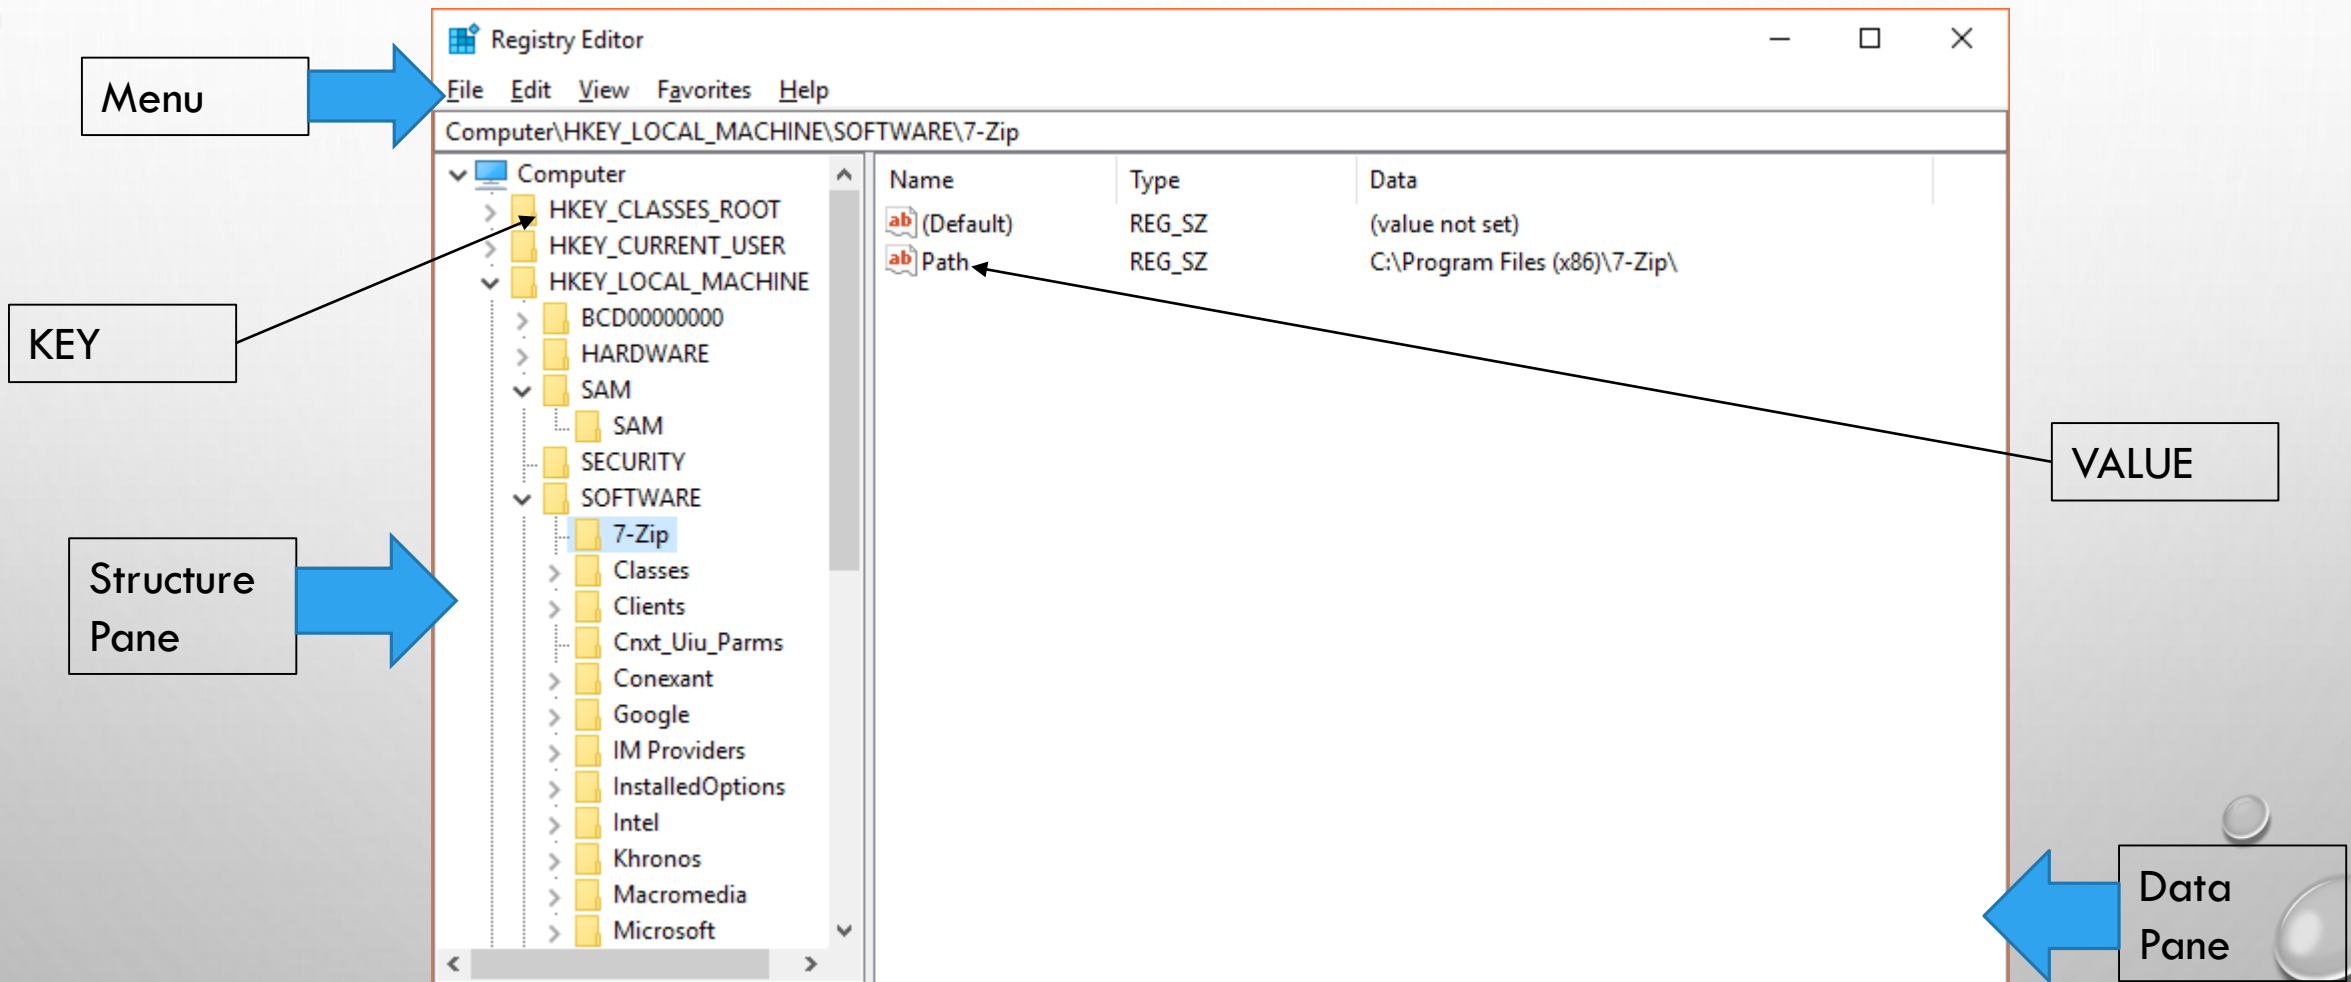 Registry Editor
Menu
File Edit View Favorites Help
Computer\HKEY_LOCAL_MACHINE\SOFTWARE\7-Zip
Computer
HKEY_CLASSES_ROOT
HKEY_CURRENT_USER
HKEY_LOCAL_MACHINE
BCD00000000
HARDWARE
SAM
SAM
SECURITY
SOFTWARE
7-Zip
Classes
Clients
Cnxt_Uiu_Parms
Conexant
Google
IM Providers
InstalledOptions
Intel
Khronos
Macromedia
Microsoft
Name Type Data
ab (Default) REG_SZ (value not set)
ab Path REG_SZ C:\Program Files (x86)\7-Zip\
KEY
VALUE
Structure
Pane
Data
Pane